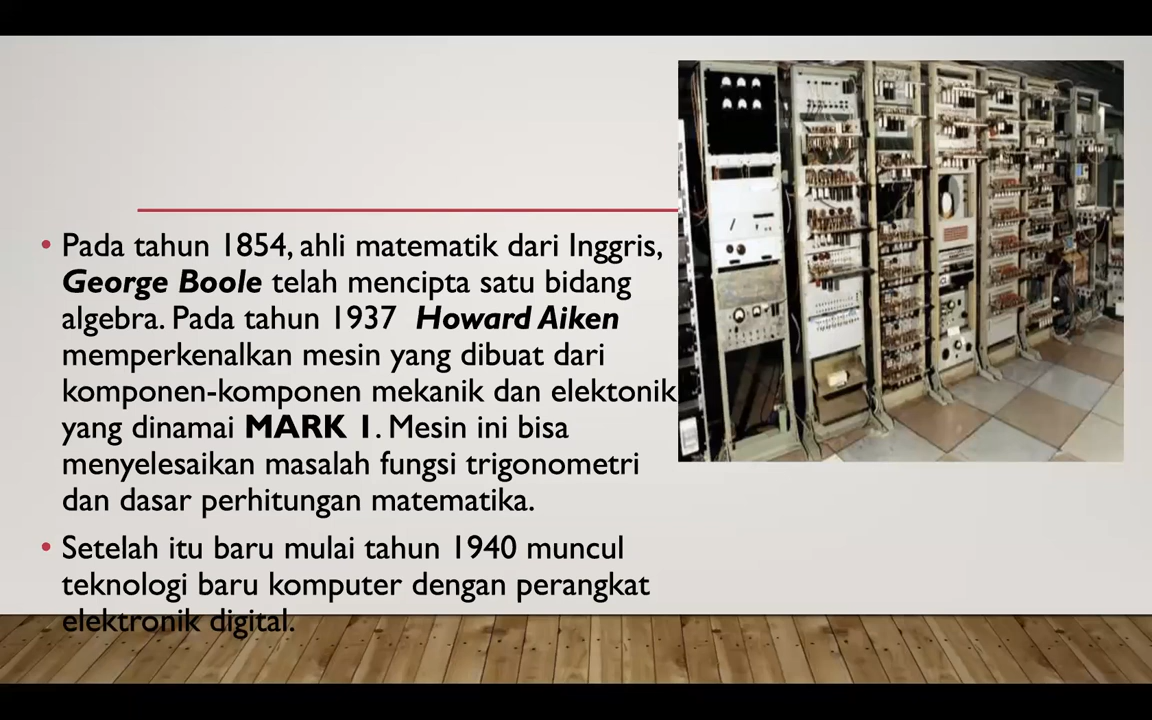 • Pada tahun 1854, ahli matematik dari Inggris,
George Boole telah mencipta satu bidang
algebra. Pada tahun 1937 Howard Aiken
memperkenalkan mesin yang dibuat dari
komponen-komponen mekanik dan elektonik
yang dinamai MARK 1. Mesin ini bisa
menyelesaikan masalah fungsi trigonometri
dan dasar perhitungan matematika.
• Setelah itu baru mulai tahun 1940 muncul
teknologi baru komputer dengan perangkat
elektronik digital.